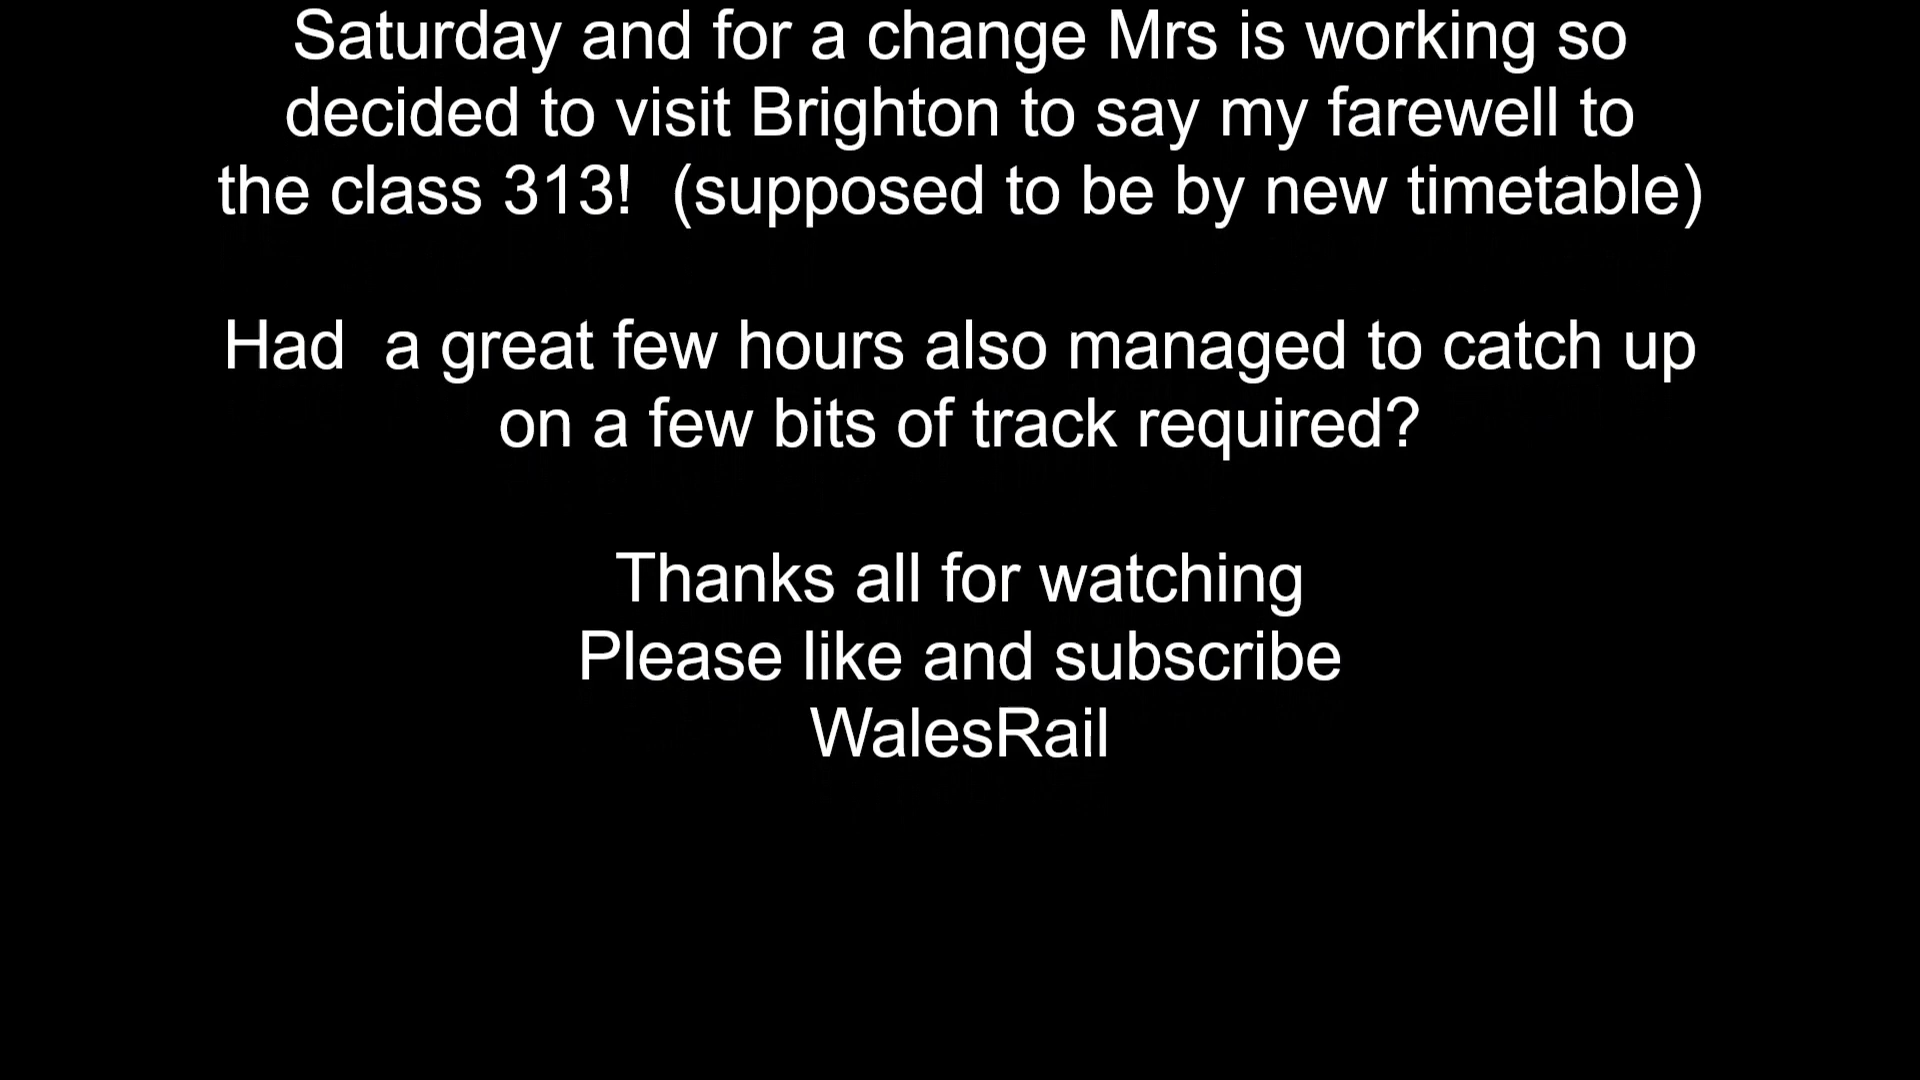 Saturday and for a change Mrs is working so
decided to visit Brighton to say my farewell to
the class 313!  (supposed to be by new timetable)
Had  a great few hours also managed to catch up
on a few bits of track required?
Thanks all for watching
Please like and subscribe
WalesRail